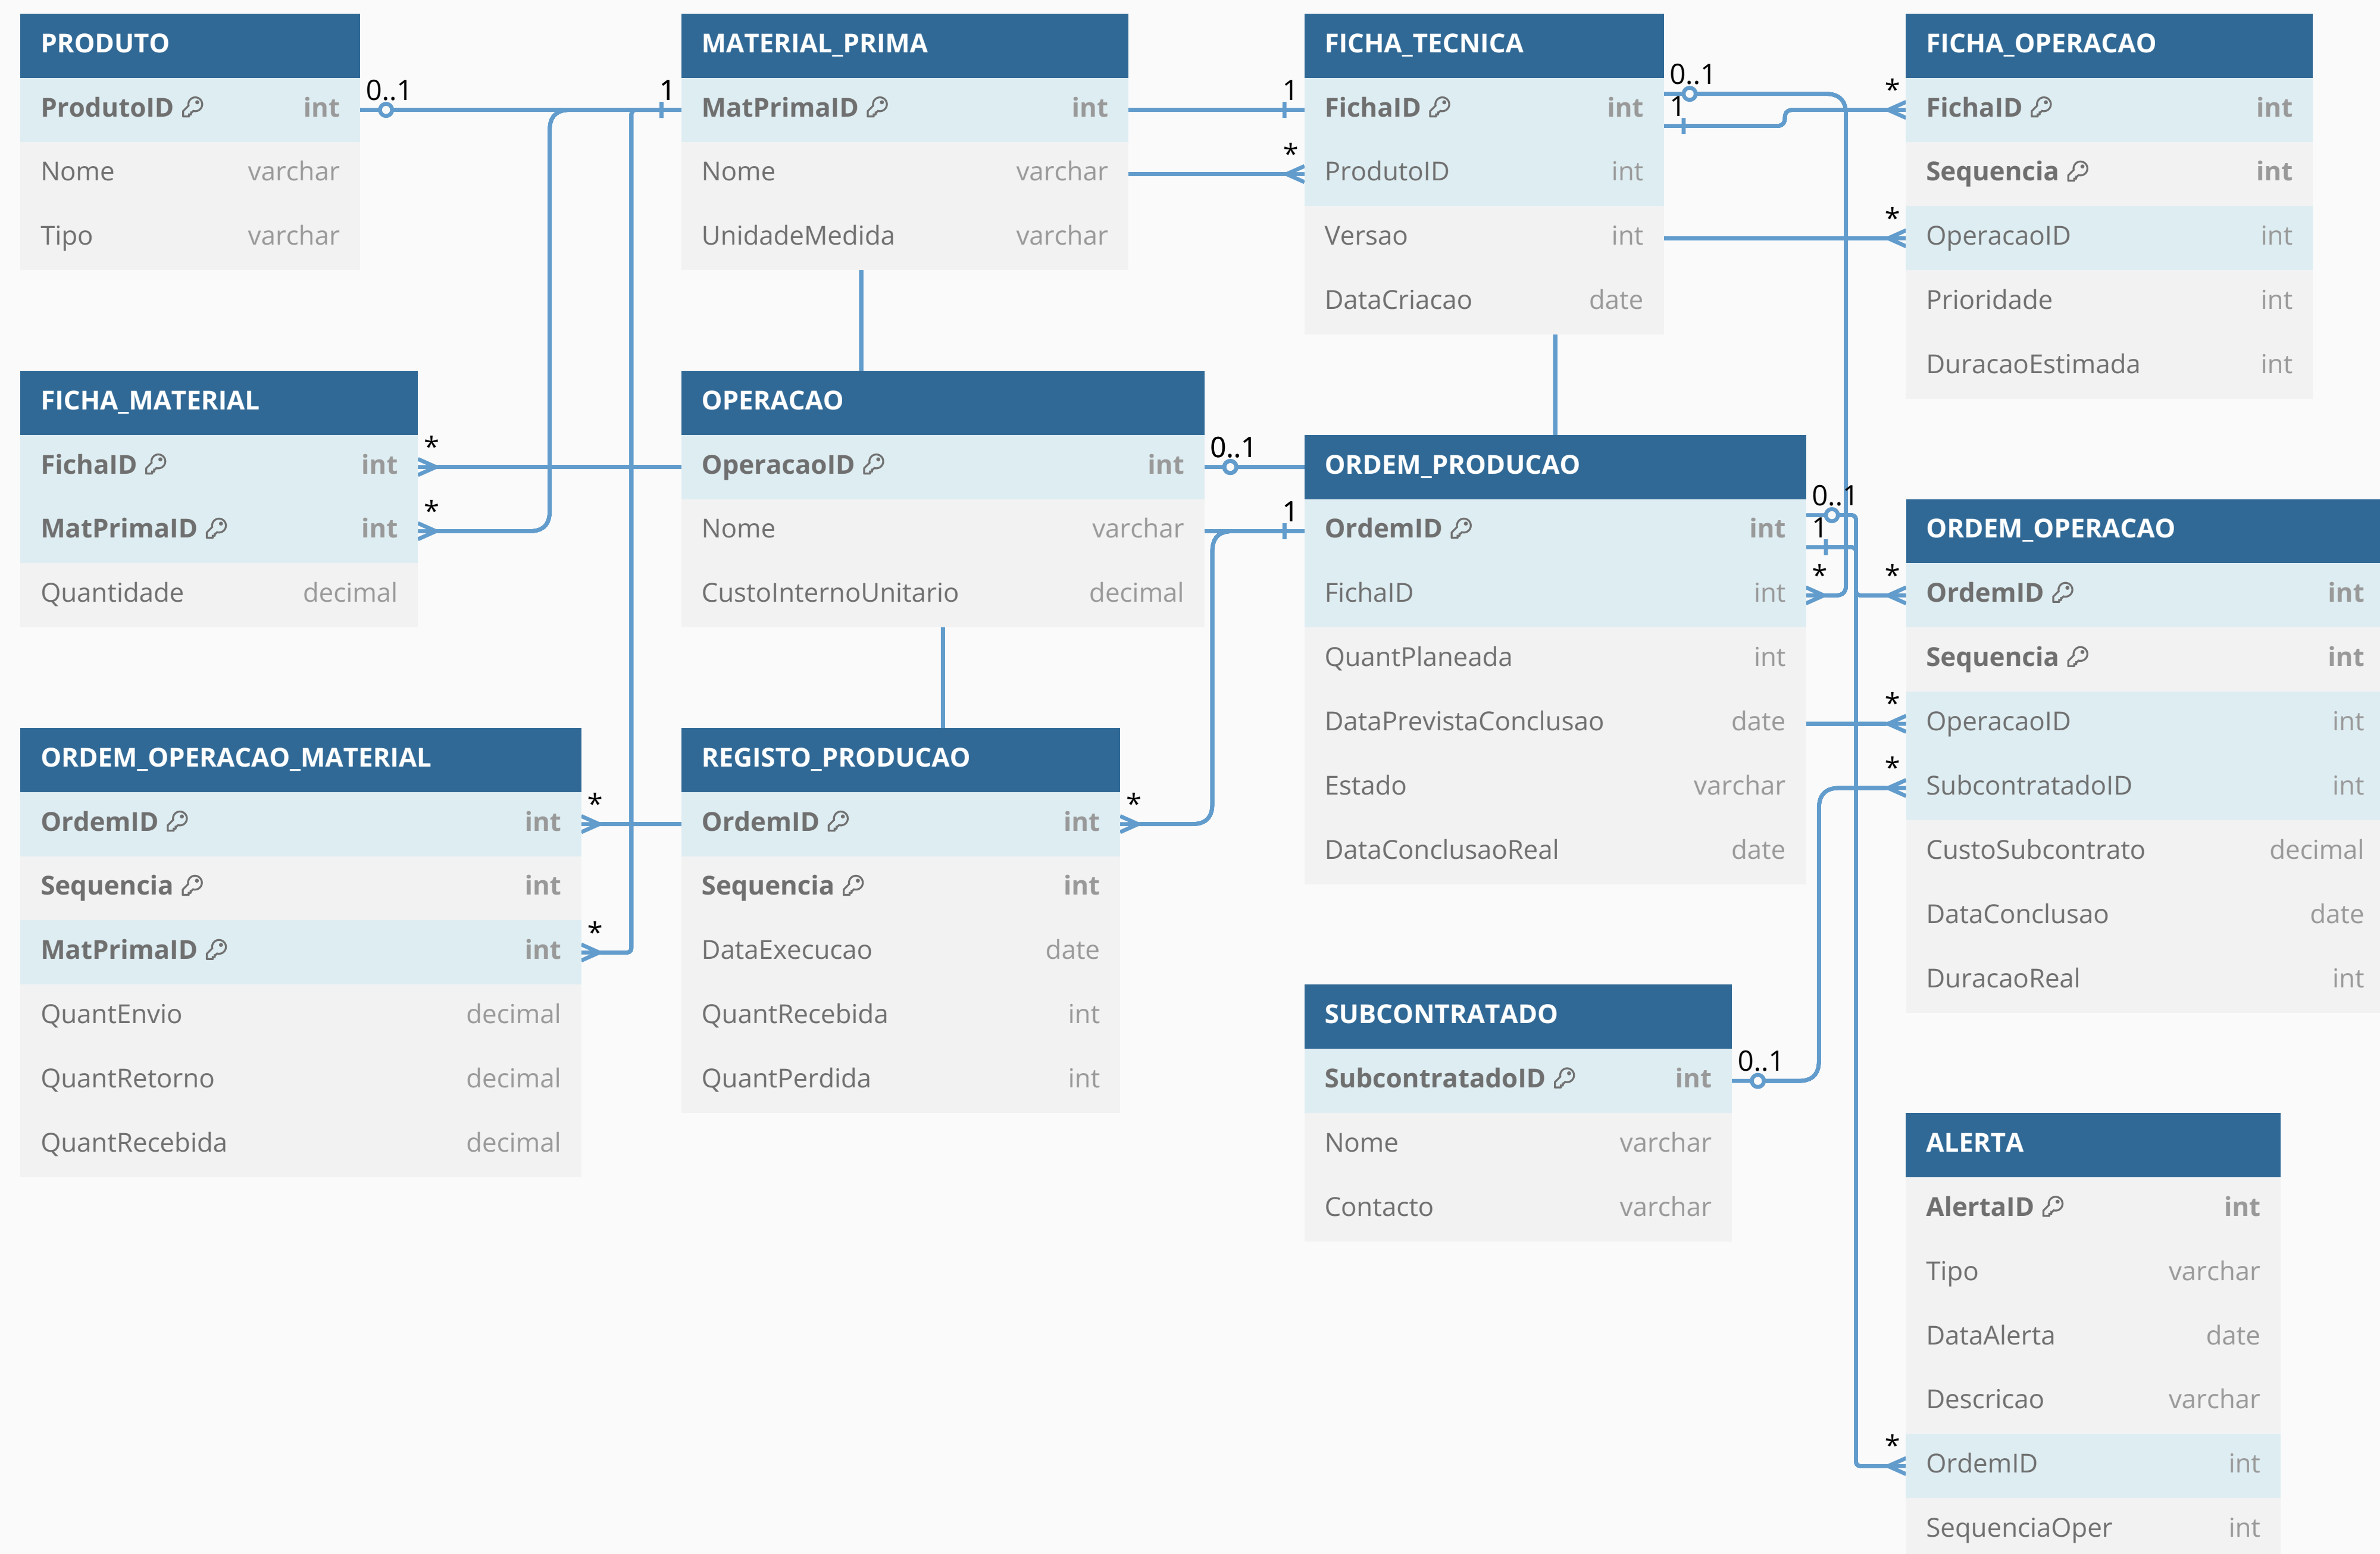 PRODUTO
ProdutoID int
Nome varchar
Tipo varchar
0..1
1
MATERIAL_PRIMA
MatPrimaID int
Nome varchar
UnidadeMedida varchar
1
*
FICHA_TECNICA
FichaID int
ProdutoID int
Versao int
DataCriacao date
0..1
1
*
*
FICHA_OPERACAO
FichaID int
Sequencia int
OperacaoID int
Prioridade int
DuracaoEstimada int
FICHA_MATERIAL
FichaID int
MatPrimaID int
Quantidade decimal
*
*
OPERACAO
OperacaoID int
Nome varchar
CustoInternoUnitario decimal
0..1
1
ORDEM_PRODUCAO
OrdemID int
FichaID int
QuantPlaneada int
DataPrevistaConclusao date
Estado varchar
DataConclusaoReal date
0..1
1
*
*
*
*
ORDEM_OPERACAO
OrdemID int
Sequencia int
OperacaoID int
SubcontratadoID int
CustoSubcontrato decimal
DataConclusao date
DuracaoReal int
ORDEM_OPERACAO_MATERIAL
OrdemID int
Sequencia int
MatPrimaID int
QuantEnvio decimal
QuantRetorno decimal
QuantRecebida decimal
*
*
REGISTO_PRODUCAO
OrdemID int
Sequencia int
DataExecucao date
QuantRecebida int
QuantPerdida int
*
SUBCONTRATADO
SubcontratadoID int
Nome varchar
Contacto varchar
0..1
ALERTA
AlertaID int
Tipo varchar
DataAlerta date
Descricao varchar
OrdemID int
SequenciaOper int
*